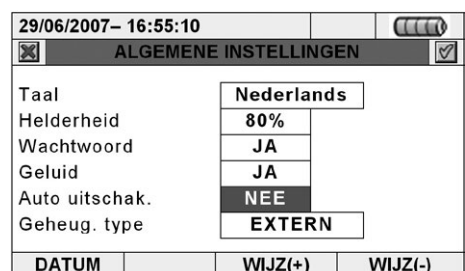 29/06/2007– 16:55:10
ALGEMENE INSTELLINGEN
Taal Nederlands
Helderheid 80%
Wachtwoord JA
Geluid JA
Auto uitschak. NEE
Geheug. type EXTERN
DATUM WIJZ(+) WIJZ(-)